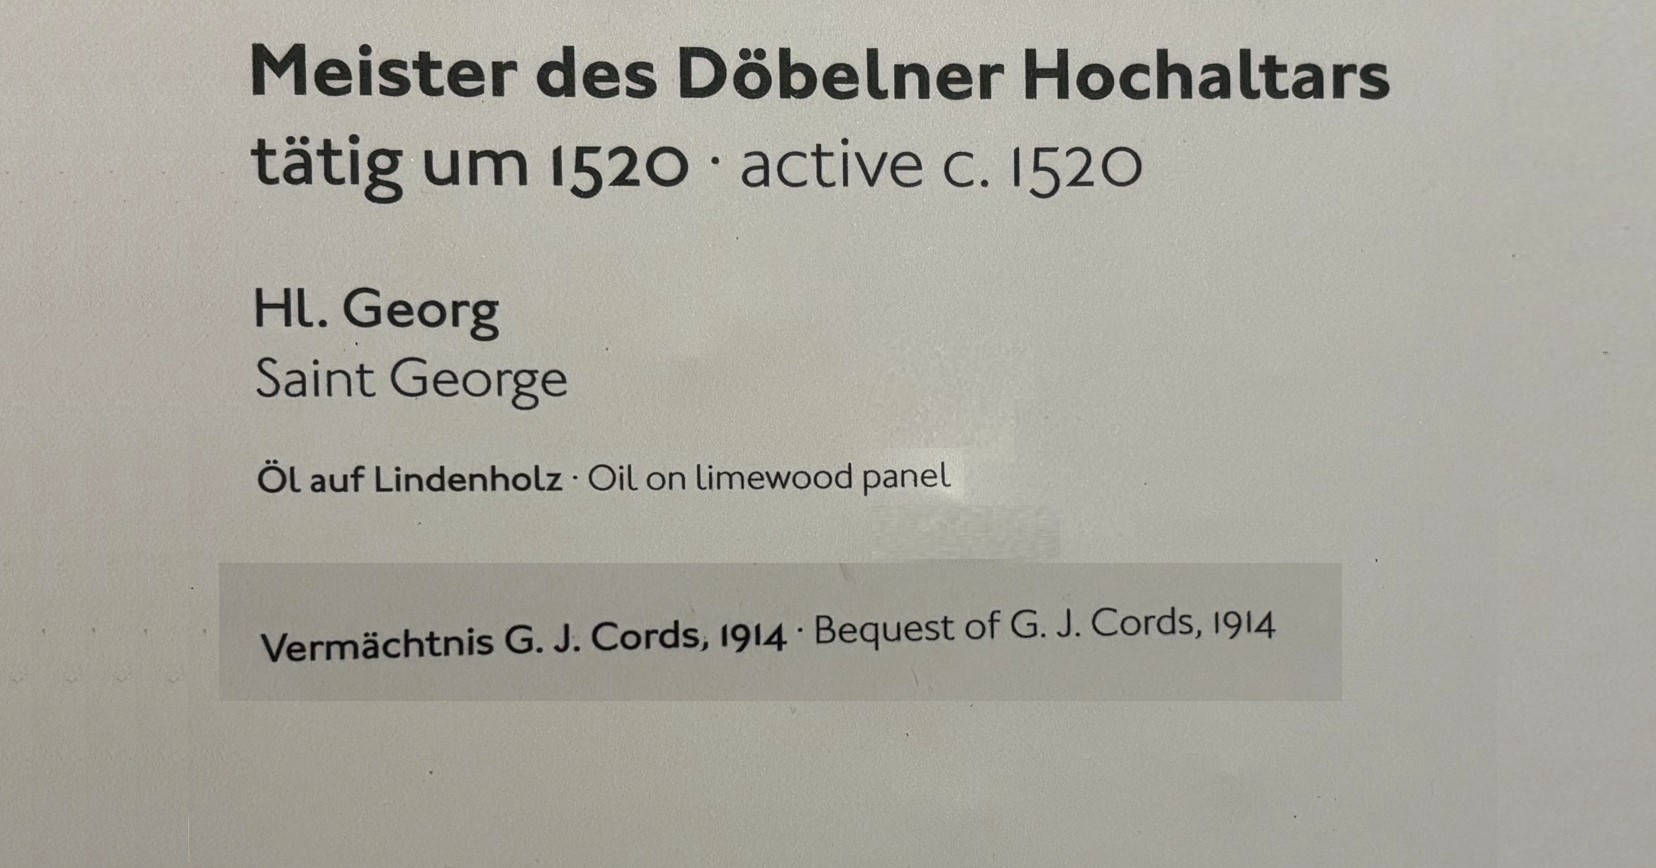 Meister des Döbelner Hochaltars
tätig um 1520 · active c. 1520
Hl. Georg
Saint George
Öl auf Lindenholz · Oil on limewood panel
Vermächtnis G. J. Cords, 1914 · Bequest of G. J. Cords, 1914